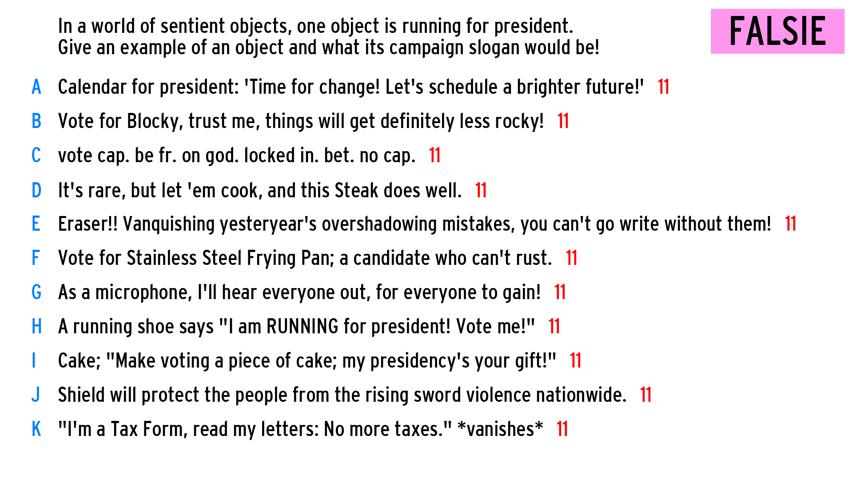 In a world of sentient objects, one object is running for president.
Give an example of an object and what its campaign slogan would be!
FALSIE
A Calendar for president: 'Time for change! Let's schedule a brighter future!' 11
B Vote for Blocky, trust me, things will get definitely less rocky! 11
C vote cap. be fr. on god. locked in. bet. no cap. 11
D It's rare, but let 'em cook, and this Steak does well. 11
E Eraser!! Vanquishing yesteryear's overshadowing mistakes, you can't go write without them! 11
F Vote for Stainless Steel Frying Pan; a candidate who can't rust. 11
G As a microphone, I'll hear everyone out, for everyone to gain! 11
H A running shoe says "I am RUNNING for president! Vote me!" 11
I Cake; "Make voting a piece of cake; my presidency's your gift!" 11
J Shield will protect the people from the rising sword violence nationwide. 11
K "I'm a Tax Form, read my letters: No more taxes." *vanishes* 11